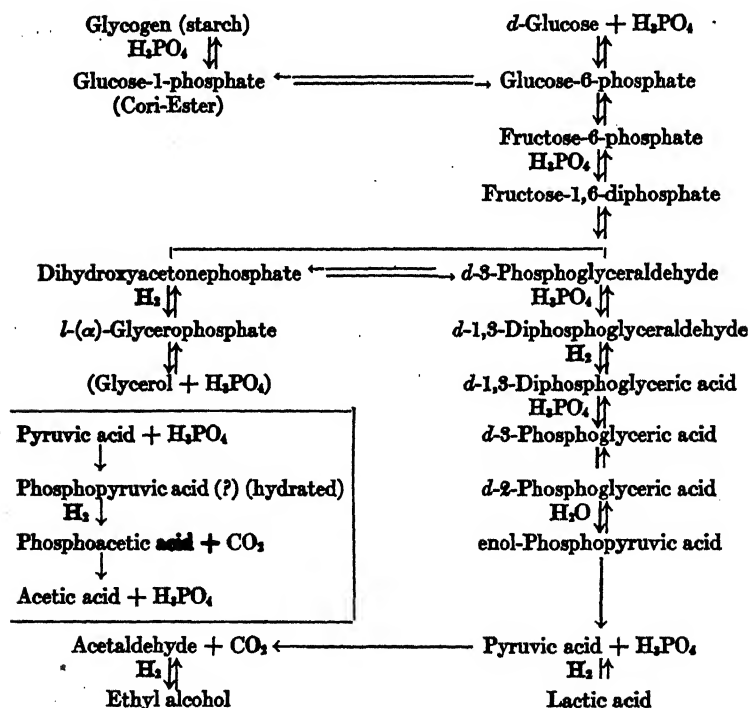 Glycogen (starch) d-Glucose + H₃PO₄
H₃PO₄
Glucose-1-phosphate Glucose-6-phosphate
(Cori-Ester)
Fructose-6-phosphate
H₃PO₄
Fructose-1,6-diphosphate
Dihydroxyacetonephosphate d-3-Phosphoglyceraldehyde
H₂ H₃PO₄
l-(α)-Glycerophosphate d-1,3-Diphosphoglyceraldehyde
H₂
(Glycerol + H₃PO₄) d-1,3-Diphosphoglyceric acid
H₃PO₄
Pyruvic acid + H₃PO₄ d-3-Phosphoglyceric acid
Phosphopyruvic acid (?) (hydrated) d-2-Phosphoglyceric acid
H₂ H₂O
Phosphoacetic acid + CO₂ enol-Phosphopyruvic acid
Acetic acid + H₃PO₄
Acetaldehyde + CO₂ Pyruvic acid + H₃PO₄
H₂ H₂
Ethyl alcohol Lactic acid